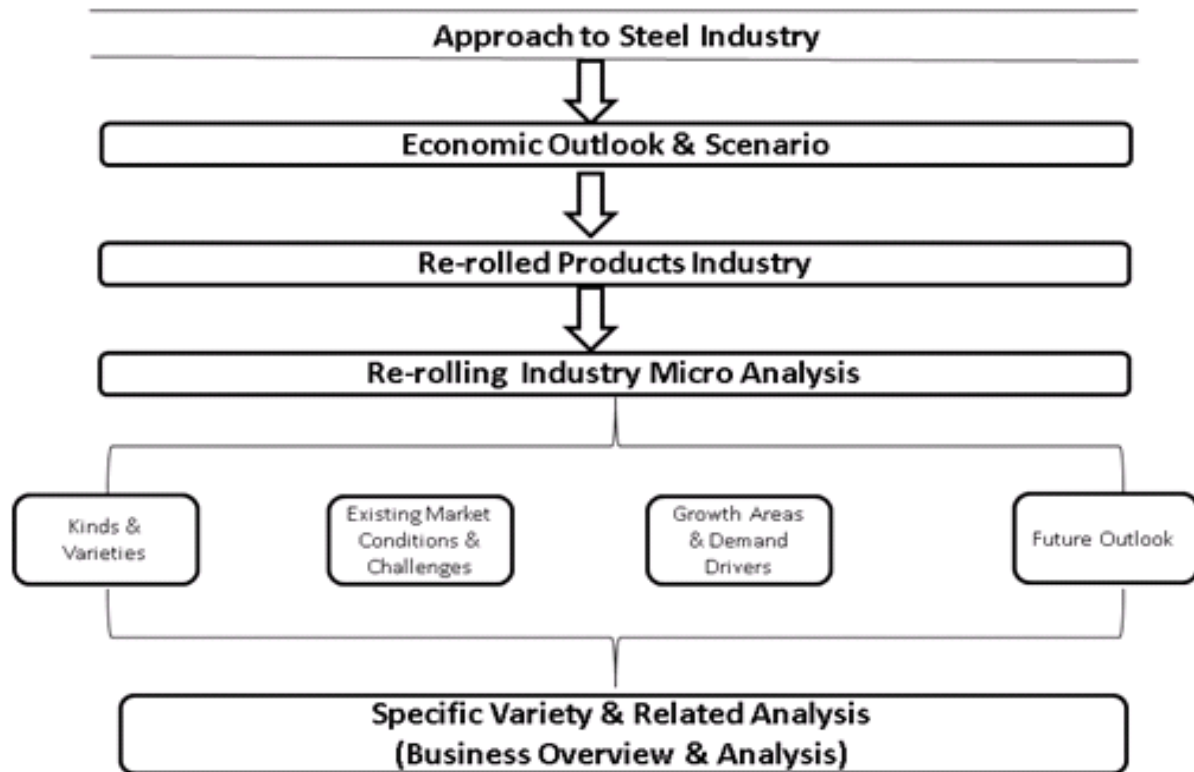 Approach to Steel Industry
Economic Outlook & Scenario
Re-rolled Products Industry
Re-rolling Industry Micro Analysis
Kinds &
Varieties
Existing Market
Conditions &
Challenges
Growth Areas
& Demand
Drivers
Future Outlook
Specific Variety & Related Analysis
(Business Overview & Analysis)